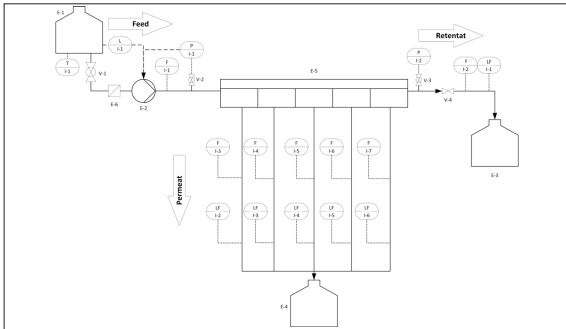 E-1
Feed
Retentat
L
I-1
P
I-1
T
I-1
V-1
F
I-1
V-2
E-6
E-2
E-5
P
I-2
V-3
F
I-2
LF
I-1
V-4
E-3
F
I-3
F
I-4
F
I-5
F
I-6
F
I-7
Permeat
LF
I-2
LF
I-3
LF
I-4
LF
I-5
LF
I-6
E-4